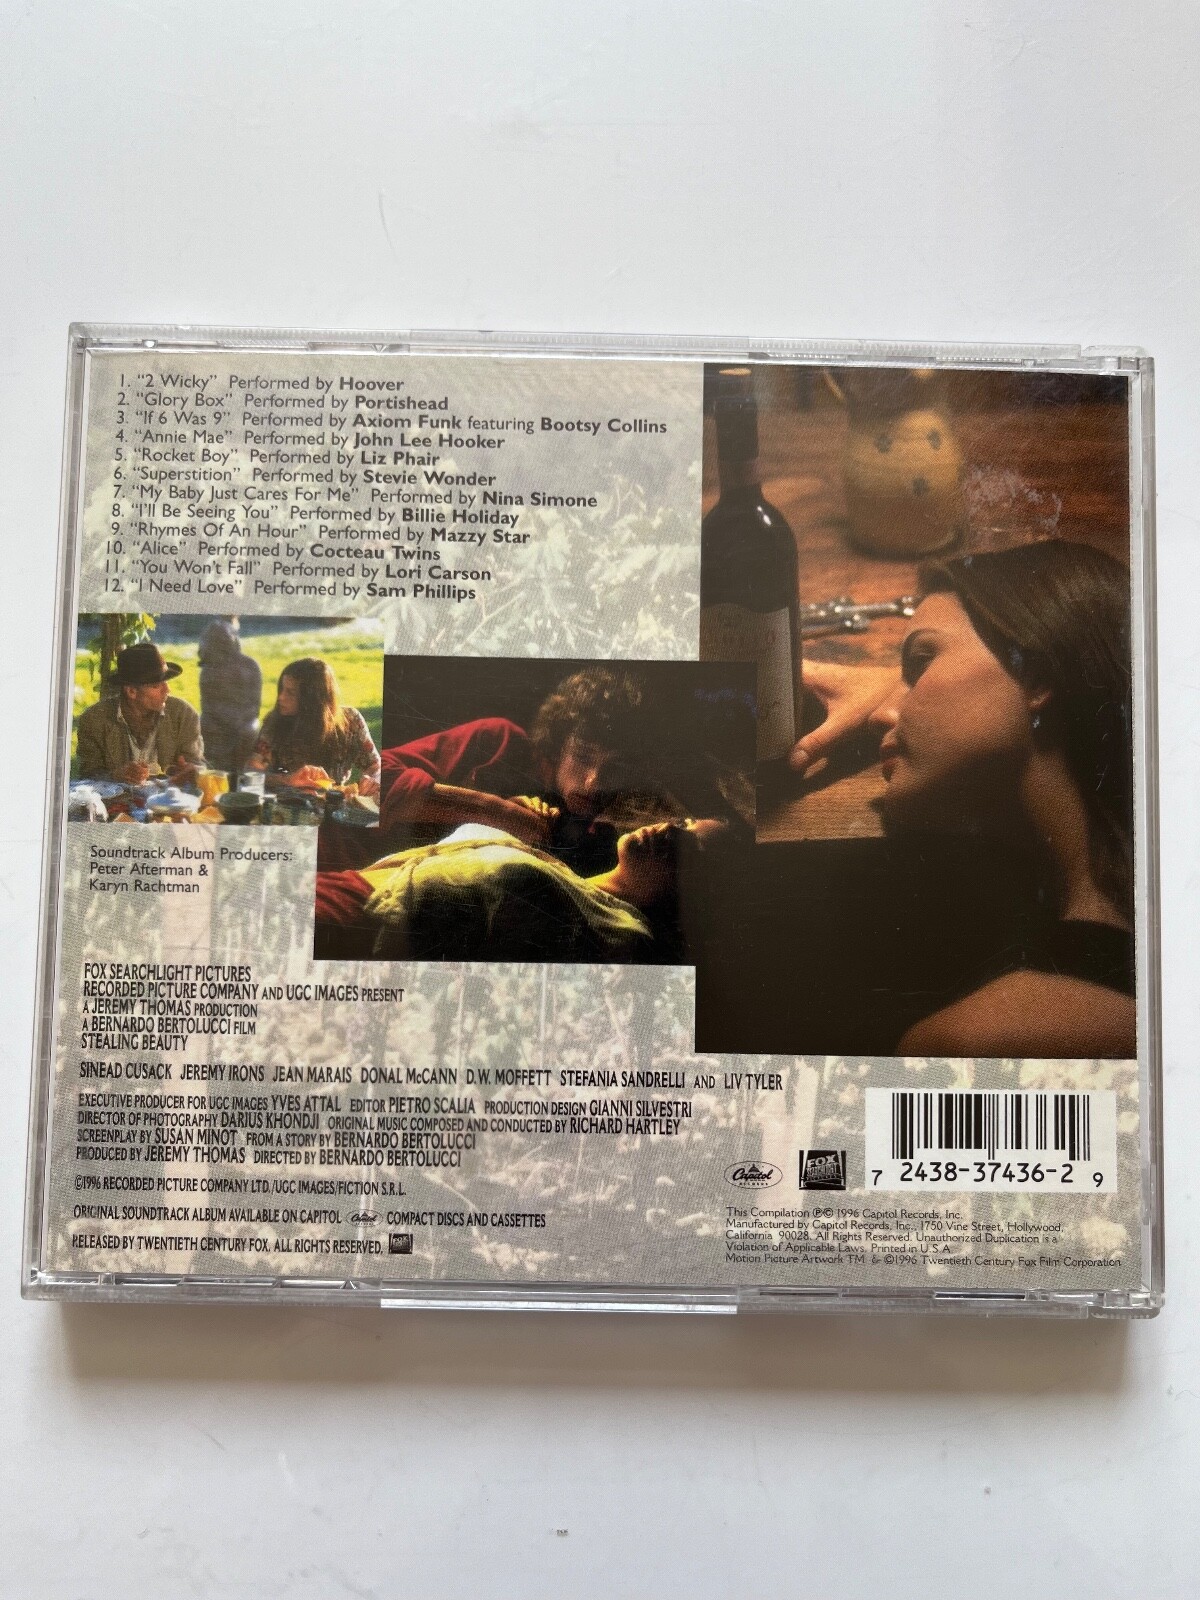 1. "2 Wicky" Performed by Hoover
2. "Glory Box" Performed by Portishead
3. "If 6 Was 9" Performed by Axiom Funk featuring Bootsy Collins
4. "Annie Mae" Performed by John Lee Hooker
5. "Rocket Boy" Performed by Liz Phair
6. "Superstition" Performed by Stevie Wonder
7. "My Baby Just Cares For Me" Performed by Nina Simone
8. "I'll Be Seeing You" Performed by Billie Holiday
9. "Rhymes Of An Hour" Performed by Mazzy Star
10. "Alice" Performed by Cocteau Twins
11. "You Won't Fall" Performed by Lori Carson
12. "I Need Love" Performed by Sam Phillips
Soundtrack Album Producers:
Peter Afterman &
Karyn Rachtman
FOX SEARCHLIGHT PICTURES
RECORDED PICTURE COMPANY AND UGC IMAGES PRESENT
A JEREMY THOMAS PRODUCTION
A BERNARDO BERTOLUCCI FILM
STEALING BEAUTY
SINEAD CUSACK JEREMY IRONS JEAN MARAIS DONAL McCANN D.W. MOFFETT STEFANIA SANDRELLI AND LIV TYLER
EXECUTIVE PRODUCER FOR UGC IMAGES YVES ATTAL EDITOR PIETRO SCALIA PRODUCTION DESIGN GIANNI SILVESTRI
DIRECTOR OF PHOTOGRAPHY DARIUS KHONDJI ORIGINAL MUSIC COMPOSED AND CONDUCTED BY RICHARD HARTLEY
SCREENPLAY BY SUSAN MINOT FROM A STORY BY BERNARDO BERTOLUCCI
PRODUCED BY JEREMY THOMAS DIRECTED BY BERNARDO BERTOLUCCI
©1996 RECORDED PICTURE COMPANY LTD./UGC IMAGES/FICTION S.R.L.
ORIGINAL SOUNDTRACK ALBUM AVAILABLE ON CAPITOL Capitol COMPACT DISCS AND CASSETTES
RELEASED BY TWENTIETH CENTURY FOX. ALL RIGHTS RESERVED. FOX
Capitol
RECORDS
FOX
SEARCHLIGHT
7 2438-37436-2 9
This Compilation ℗© 1996 Capitol Records, Inc.
Manufactured by Capitol Records, Inc., 1750 Vine Street, Hollywood,
California 90028. All Rights Reserved. Unauthorized Duplication is a
Violation of Applicable Laws. Printed in U.S.A.
Motion Picture Artwork TM & ©1996 Twentieth Century Fox Film Corporation